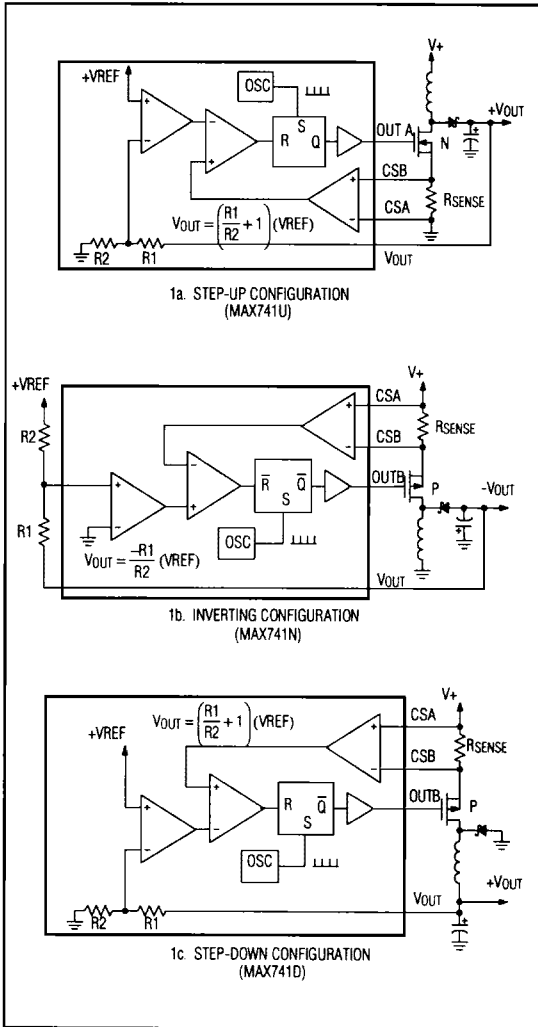 +VREF
V+
OSC
+VOUT
+
−
−
+
R S Q
OUT A
N
CSB
+
−
CSA
RSENSE
VOUT = (R1/R2 + 1) (VREF)
R2 R1
VOUT
1a. STEP-UP CONFIGURATION
(MAX741U)
+VREF
V+
CSA
+
−
CSB
RSENSE
R2
R1
+
−
−
+
R̅ S Q̅
OUTB
P
−VOUT
+
OSC
VOUT = −R1/R2 (VREF)
VOUT
1b. INVERTING CONFIGURATION
(MAX741N)
V+
VOUT = (R1/R2 + 1) (VREF)
CSA
+
−
CSB
RSENSE
+VREF
+
−
+
−
R S Q̅
OUTB
P
OSC
R2 R1
VOUT
+VOUT
+
1c. STEP-DOWN CONFIGURATION
(MAX741D)